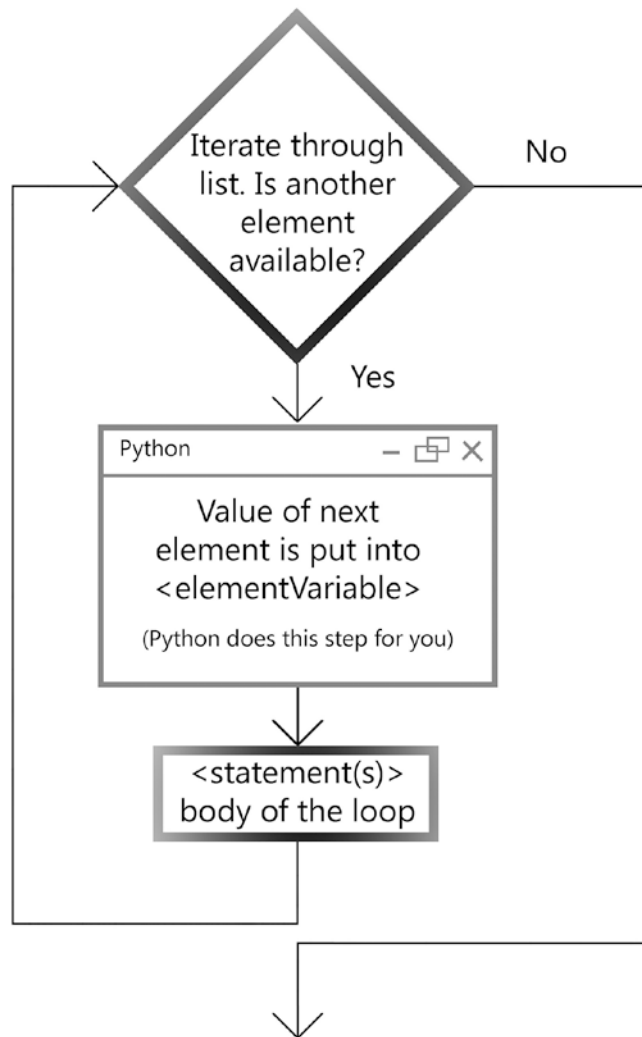 Iterate through
list. Is another
element
available?
No
Yes
Python
Value of next
element is put into
<elementVariable>
(Python does this step for you)
<statement(s)>
body of the loop